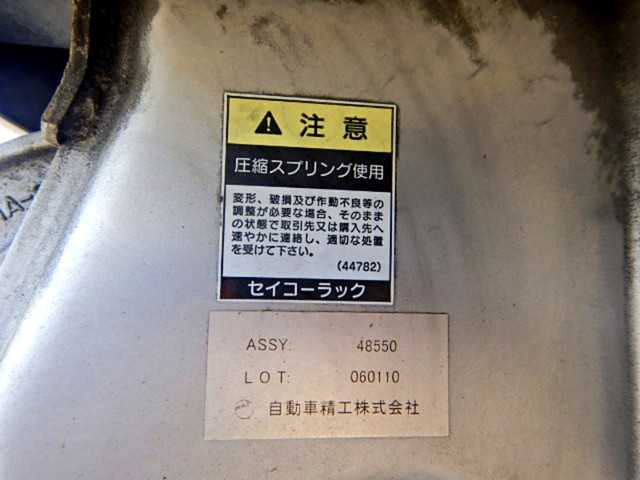 注意
圧縮スプリング使用
変形、破損及び作動不良等の
調整が必要な場合、そのまま
の状態で取引先又は購入先へ
速やかに連絡し、適切な処置
を受けて下さい。
(44782)
セイコーラック
ASSY: 48550
LOT: 060110
自動車精工株式会社